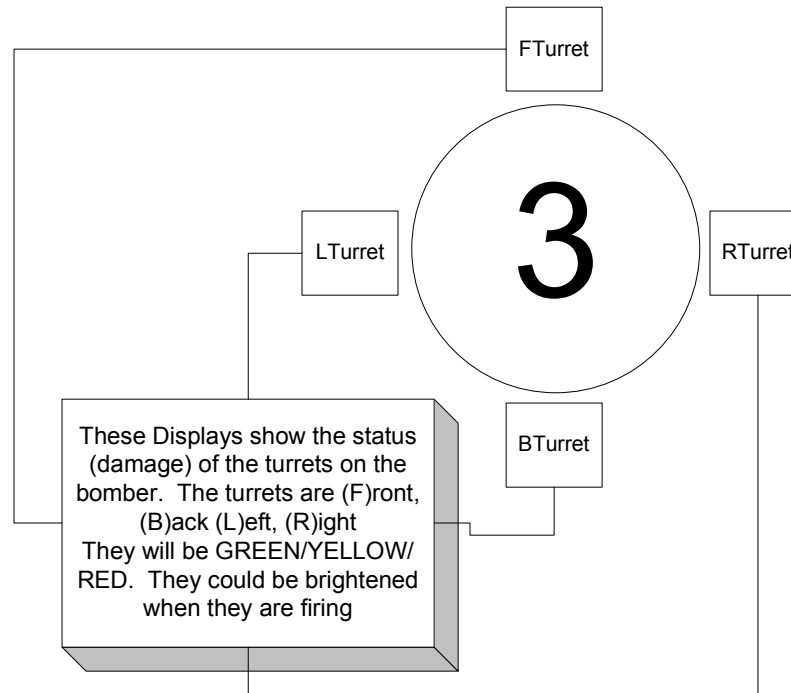 FTurret
3
LTurret
RTurret
BTurret
These Displays show the status
(damage) of the turrets on the
bomber.  The turrets are (F)ront,
(B)ack (L)eft, (R)ight
They will be GREEN/YELLOW/
RED.  They could be brightened
when they are firing